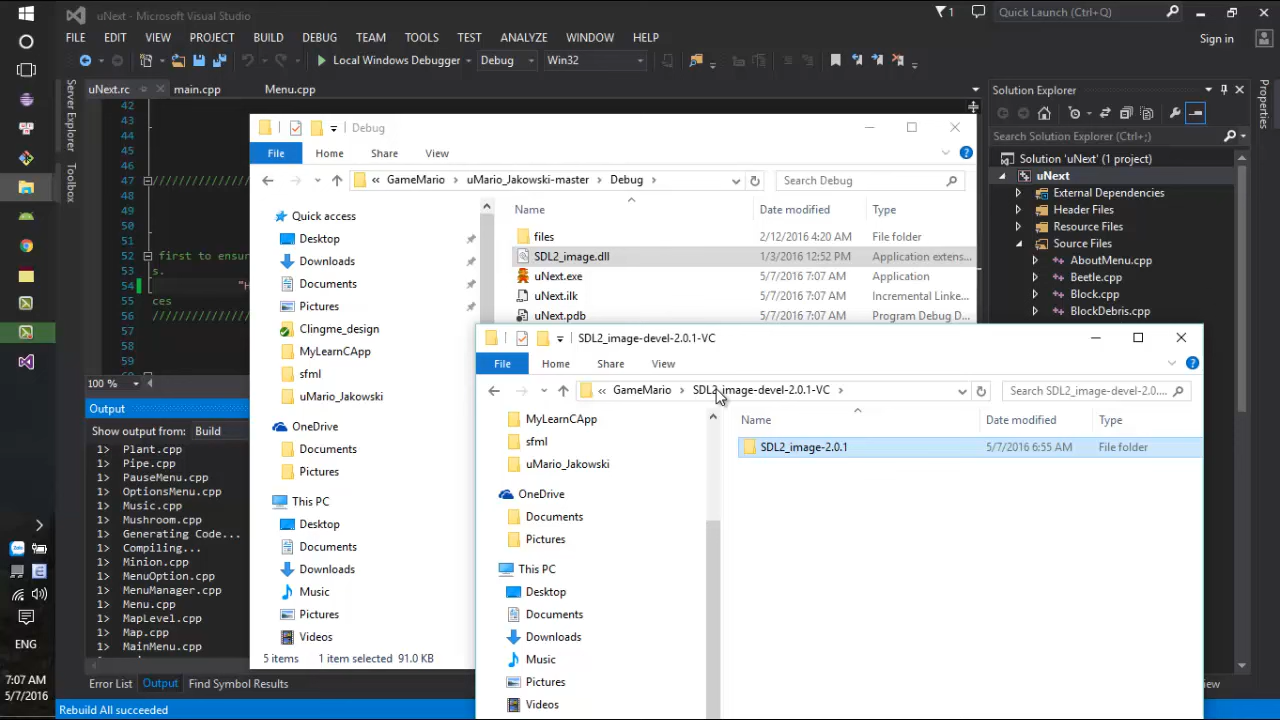 uNext - Microsoft Visual Studio
1
Quick Launch (Ctrl+Q)
FILE EDIT VIEW PROJECT BUILD DEBUG TEAM TOOLS TEST ANALYZE WINDOW HELP
Sign in
Local Windows Debugger Debug Win32
Server Explorer
Toolbox
uNext.rc main.cpp Menu.cpp
42
43
44
45
46
47 ////////////////
48
49
50
51
52 first to ensur
53 s.
54 "H
55 ces
56 ////////////////
57
58
59
60
100 %
Output
Show output from: Build
1> Plant.cpp
1> Pipe.cpp
1> PauseMenu.cpp
1> OptionsMenu.cpp
1> Music.cpp
1> Mushroom.cpp
1> Generating Code...
1> Compiling...
1> Minion.cpp
1> MenuOption.cpp
1> MenuManager.cpp
1> Menu.cpp
1> MapLevel.cpp
1> Map.cpp
1> MainMenu.cpp
Error List Output Find Symbol Results
Rebuild All succeeded
Debug
File Home Share View
« GameMario > uMario_Jakowski-master > Debug >
Search Debug
Quick access
Desktop
Downloads
Documents
Pictures
Clingme_design
MyLearnCApp
sfml
uMario_Jakowski
OneDrive
Documents
Pictures
This PC
Desktop
Documents
Downloads
Music
Pictures
Videos
Name Date modified Type
files 2/12/2016 4:20 AM File folder
SDL2_image.dll 1/3/2016 12:52 PM Application extens...
uNext.exe 5/7/2016 7:07 AM Application
uNext.ilk 5/7/2016 7:07 AM Incremental Linke...
uNext.pdb 5/7/2016 7:07 AM Program Debug D...
5 items 1 item selected 91.0 KB
SDL2_image-devel-2.0.1-VC
File Home Share View
« GameMario > SDL2_image-devel-2.0.1-VC >
Search SDL2_image-devel-2.0....
MyLearnCApp
sfml
uMario_Jakowski
OneDrive
Documents
Pictures
This PC
Desktop
Documents
Downloads
Music
Pictures
Videos
Name Date modified Type
SDL2_image-2.0.1 5/7/2016 6:55 AM File folder
Solution Explorer
Search Solution Explorer (Ctrl+;)
Solution 'uNext' (1 project)
uNext
External Dependencies
Header Files
Resource Files
Source Files
AboutMenu.cpp
Beetle.cpp
Block.cpp
BlockDebris.cpp
Properties
ENG
7:07 AM
5/7/2016